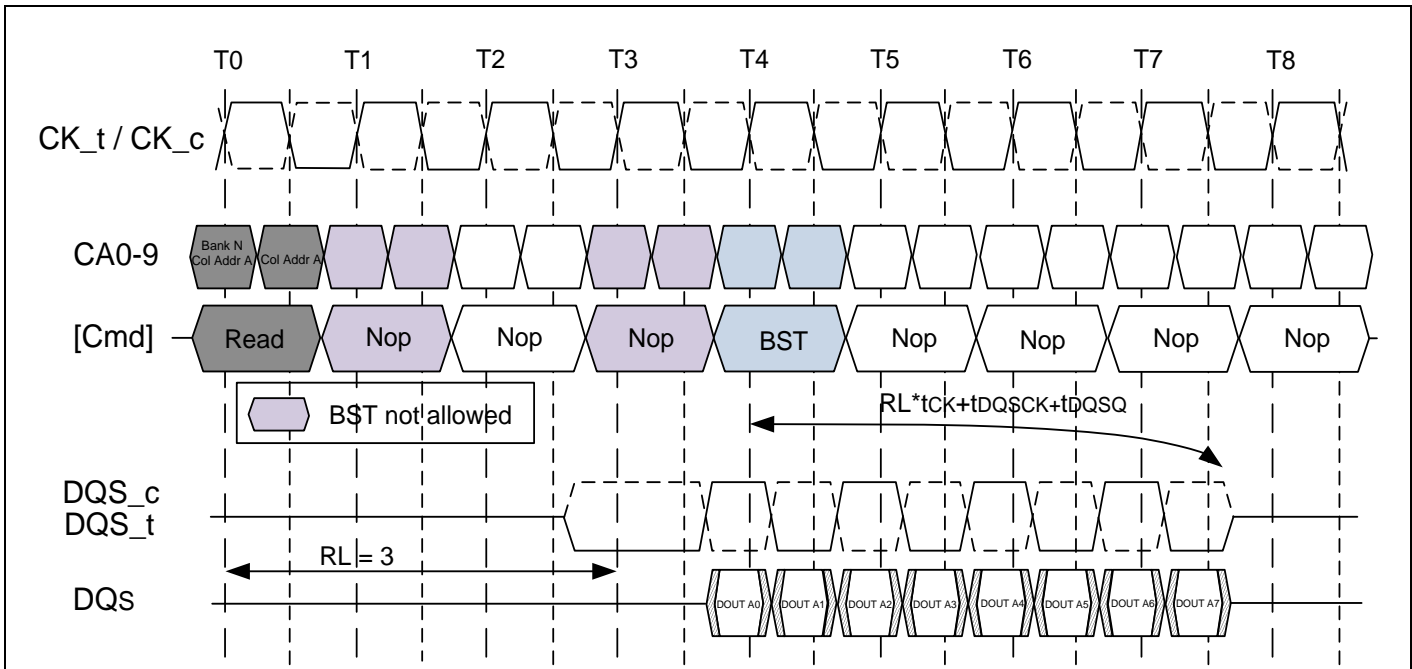 T0 T1 T2 T3 T4 T5 T6 T7 T8
CK_t / CK_c
CA0-9
Bank N
Col Addr A
Col Addr A
[Cmd]
Read Nop Nop Nop BST Nop Nop Nop Nop
BST not allowed
RL*tCK+tDQSCK+tDQSQ
DQS_c
DQS_t
RL = 3
DQs
DOUT A0 DOUT A1 DOUT A2 DOUT A3 DOUT A4 DOUT A5 DOUT A6 DOUT A7